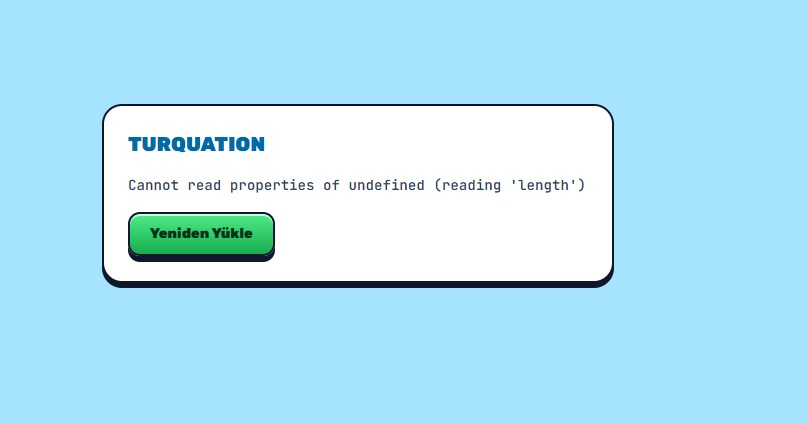 TURQUATION
Cannot read properties of undefined (reading 'length')
Yeniden Yükle